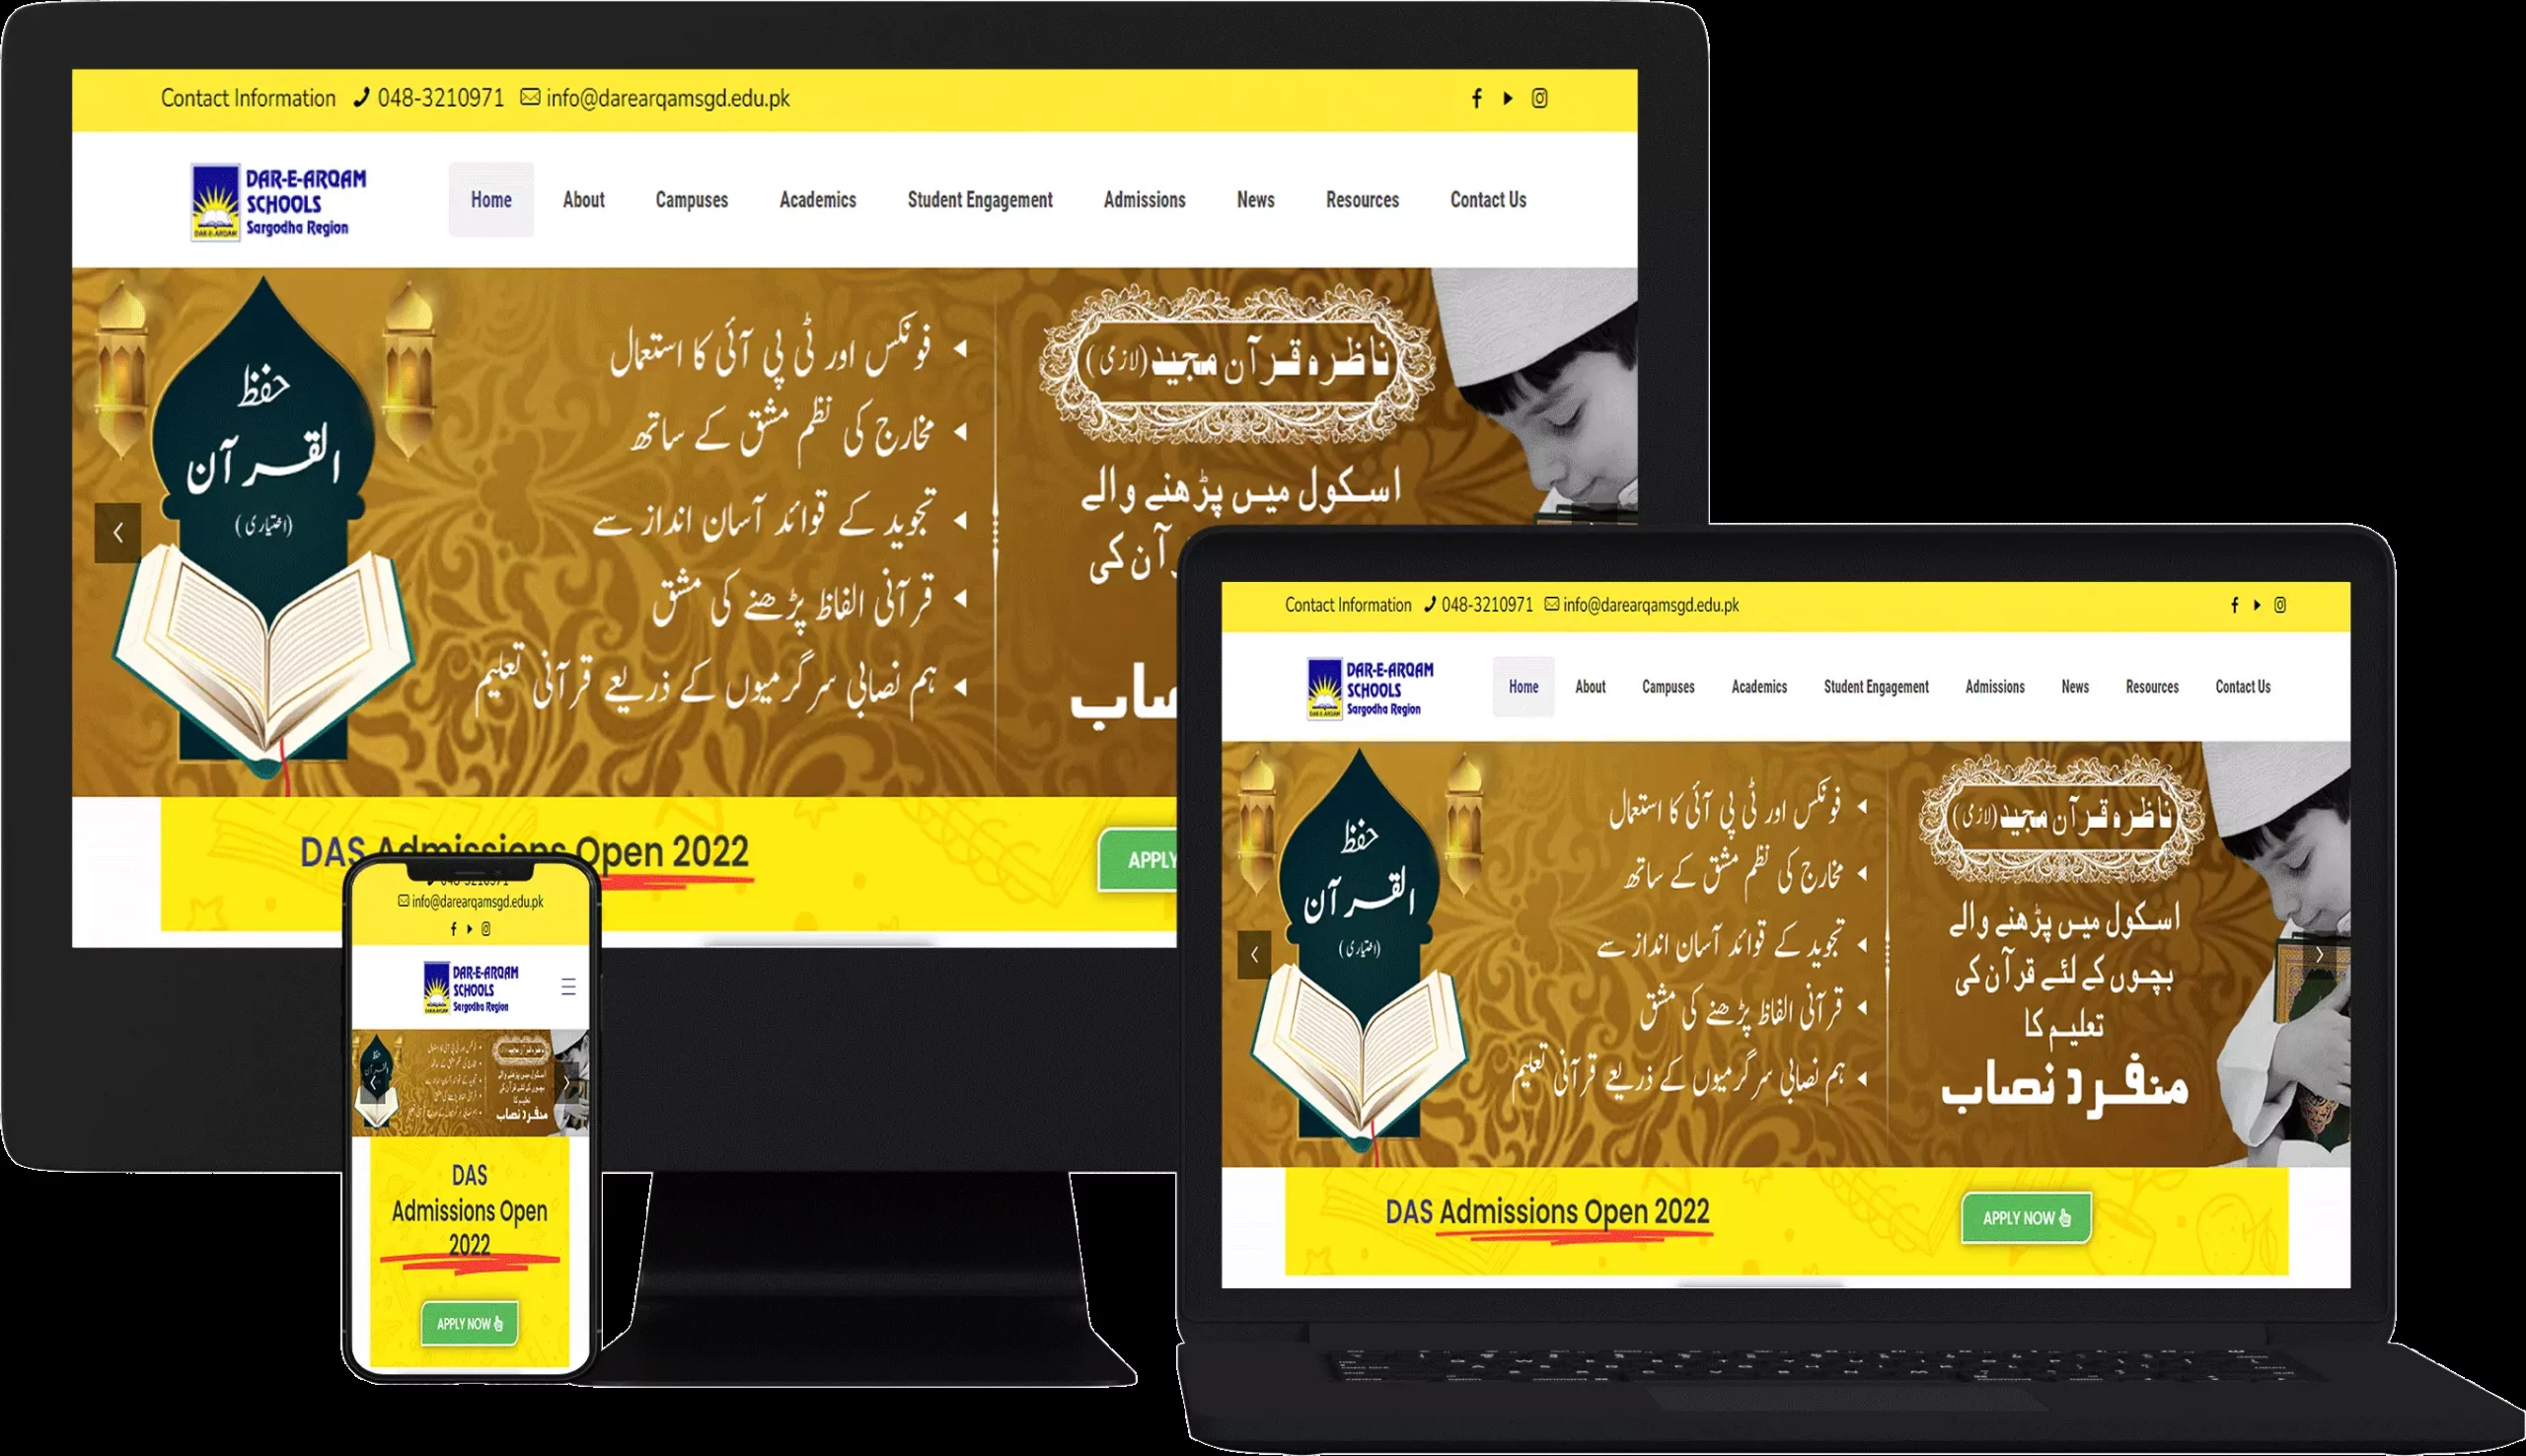 Contact Information 048-3210971 info@darearqamsgd.edu.pk
DAR-E-ARQAM
SCHOOLS
Sargodha Region
DAR-E-ARQAM
Home About Campuses Academics Student Engagement Admissions News Resources Contact Us
ناظرہ قرآن مجید (لازمی)
اسکول میں پڑھنے والے
آن کی
حفظ
القرآن
(اختیاری)
فونکس اور ٹی پی آئی کا استعمال
مخارج کی نظم مشق کے ساتھ
تجوید کے قوائد آسان انداز سے
قرآنی الفاظ پڑھنے کی مشق
ہم نصابی سرگرمیوں کے ذریعے قرآنی تعلیم
DAS Admissions Open 2022
APPLY
Contact Information 048-3210971 info@darearqamsgd.edu.pk
DAR-E-ARQAM
SCHOOLS
Sargodha Region
DAR-E-ARQAM
Home About Campuses Academics Student Engagement Admissions News Resources Contact Us
ناظرہ قرآن مجید (لازمی)
اسکول میں پڑھنے والے
بچوں کے لئے قرآن کی
تعلیم کا
منفرد نصاب
فونکس اور ٹی پی آئی کا استعمال
مخارج کی نظم مشق کے ساتھ
تجوید کے قوائد آسان انداز سے
قرآنی الفاظ پڑھنے کی مشق
ہم نصابی سرگرمیوں کے ذریعے قرآنی تعلیم
حفظ
القرآن
(اختیاری)
DAS Admissions Open 2022
APPLY NOW
info@darearqamsgd.edu.pk
DAR-E-ARQAM
SCHOOLS
Sargodha Region
منفرد نصاب
DAS
Admissions Open
2022
APPLY NOW